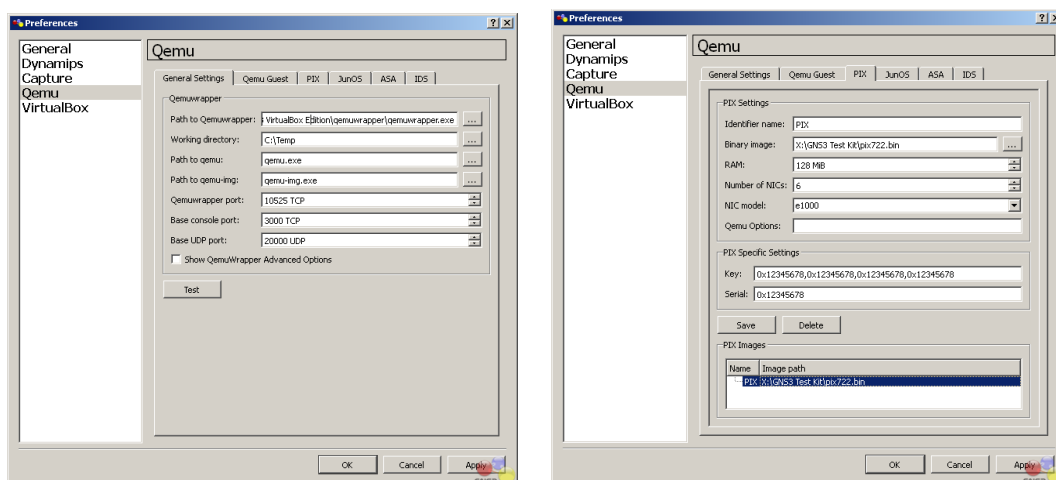 Preferences
General
Dynamips
Capture
Qemu
VirtualBox
Qemu
General Settings Qemu Guest PIX JunOS ASA IDS
Qemuwrapper
Path to Qemuwrapper: VirtualBox Edition\qemuwrapper\qemuwrapper.exe ...
Working directory: C:\Temp ...
Path to qemu: qemu.exe ...
Path to qemu-img: qemu-img.exe ...
Qemuwrapper port: 10525 TCP
Base console port: 3000 TCP
Base UDP port: 20000 UDP
Show QemuWrapper Advanced Options
Test
OK Cancel Apply
Preferences
General
Dynamips
Capture
Qemu
VirtualBox
Qemu
General Settings Qemu Guest PIX JunOS ASA IDS
PIX Settings
Identifier name: PIX
Binary image: X:\GNS3 Test Kit\pix722.bin ...
RAM: 128 MiB
Number of NICs: 6
NIC model: e1000
Qemu Options:
PIX Specific Settings
Key: 0x12345678,0x12345678,0x12345678,0x12345678
Serial: 0x12345678
Save Delete
PIX Images
Name Image path
PIX X:\GNS3 Test Kit\pix722.bin
OK Cancel Apply